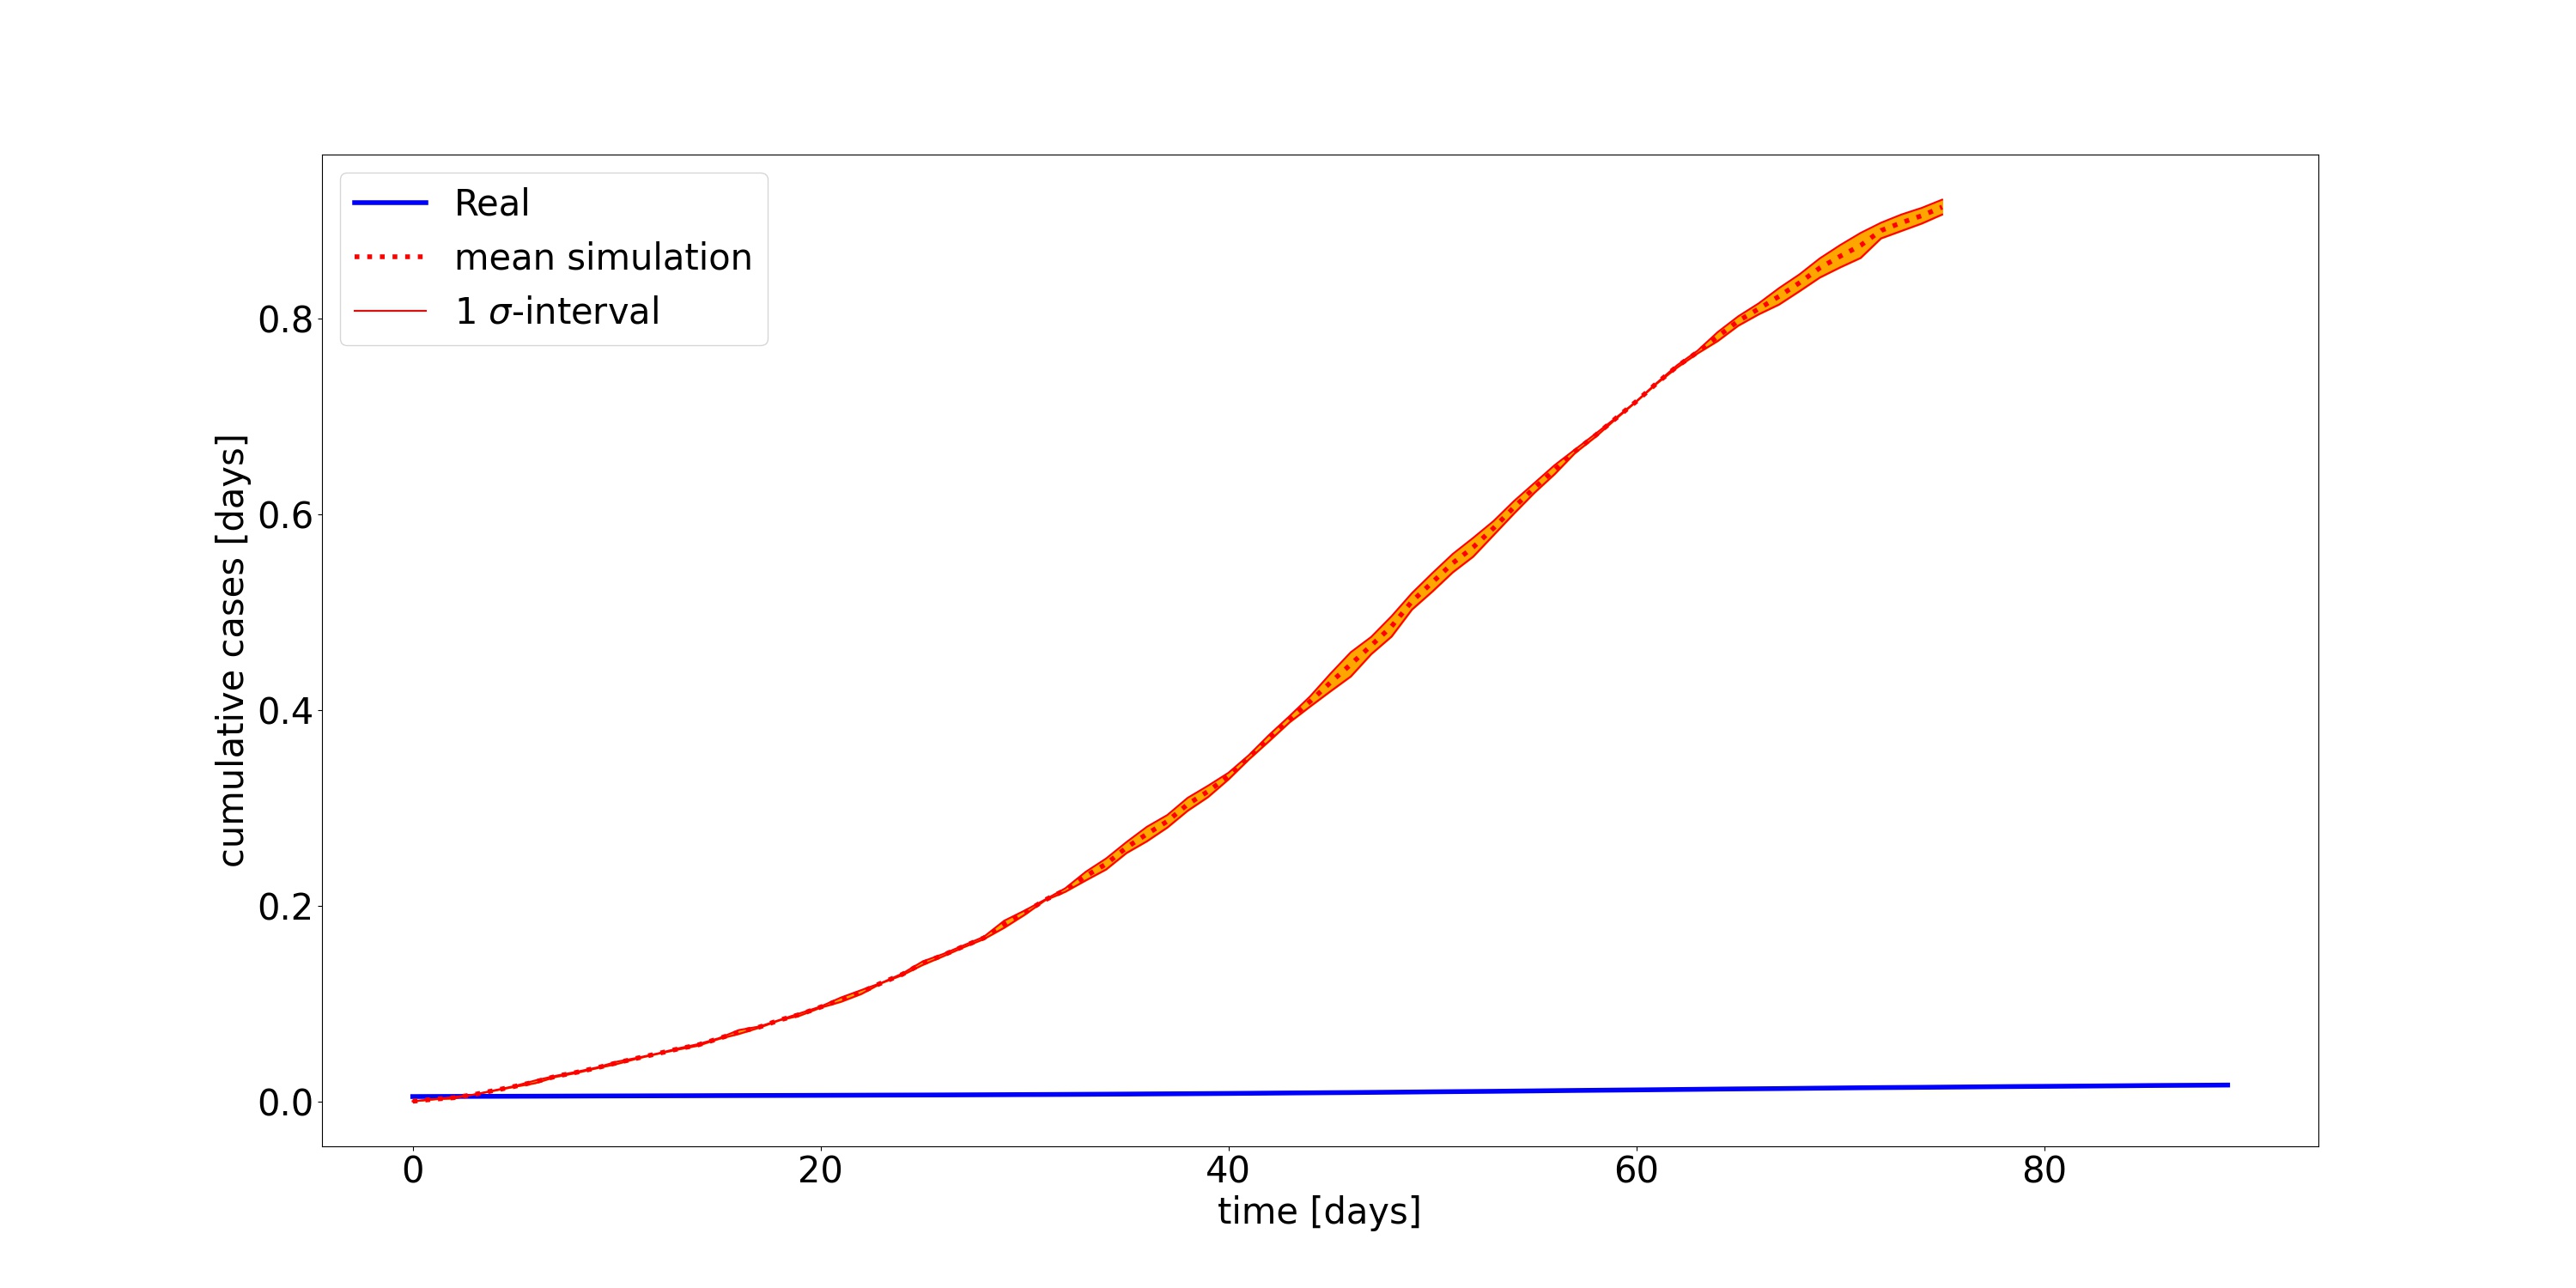 Real
mean simulation
1 σ-interval
cumulative cases [days]
0.8
0.6
0.4
0.2
0.0
0 20 40 60 80
time [days]